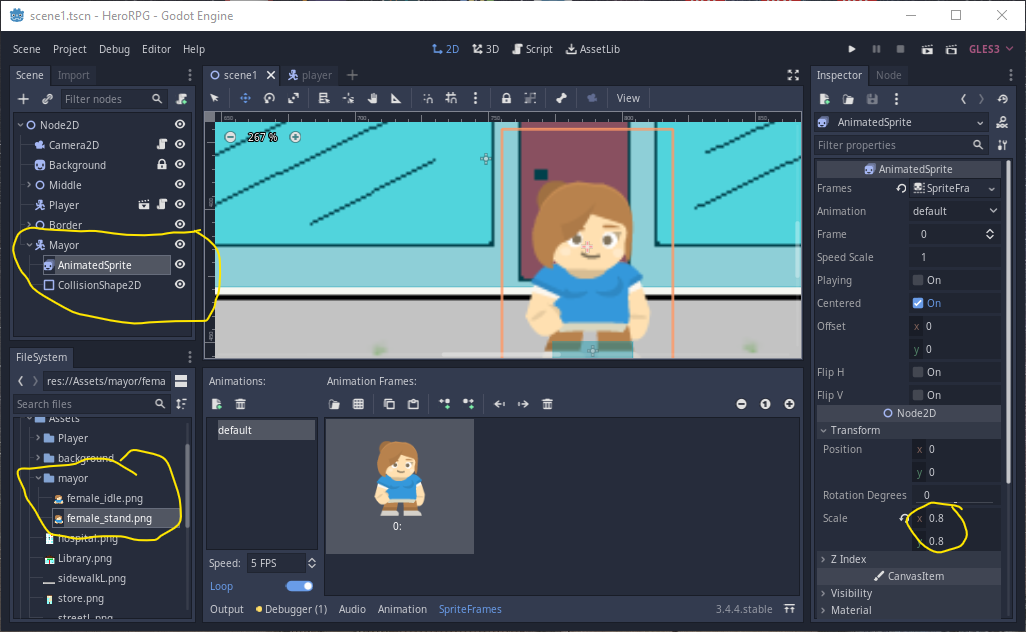 scene1.tscn - HeroRPG - Godot Engine
Scene Project Debug Editor Help 2D 3D Script AssetLib GLES3
Scene Import
Filter nodes
Node2D
Camera2D
Background
Middle
Player
Border
Mayor
AnimatedSprite
CollisionShape2D
FileSystem
res://Assets/mayor/fema
Search files
Assets
Player
background
mayor
female_idle.png
female_stand.png
hospital.png
Library.png
sidewalkL.png
store.png
streetL.png
scene1 player
View
650 700 750 800 850
267 %
Animations:
default
Speed: 5 FPS
Loop
Animation Frames:
0:
Output Debugger (1) Audio Animation SpriteFrames 3.4.4.stable
Inspector Node
AnimatedSprite
Filter properties
AnimatedSprite
Frames SpriteFra
Animation default
Frame 0
Speed Scale 1
Playing On
Centered On
Offset x 0
y 0
Flip H On
Flip V On
Node2D
Transform
Position x 0
y 0
Rotation Degrees 0
Scale x 0.8
y 0.8
Z Index
CanvasItem
Visibility
Material